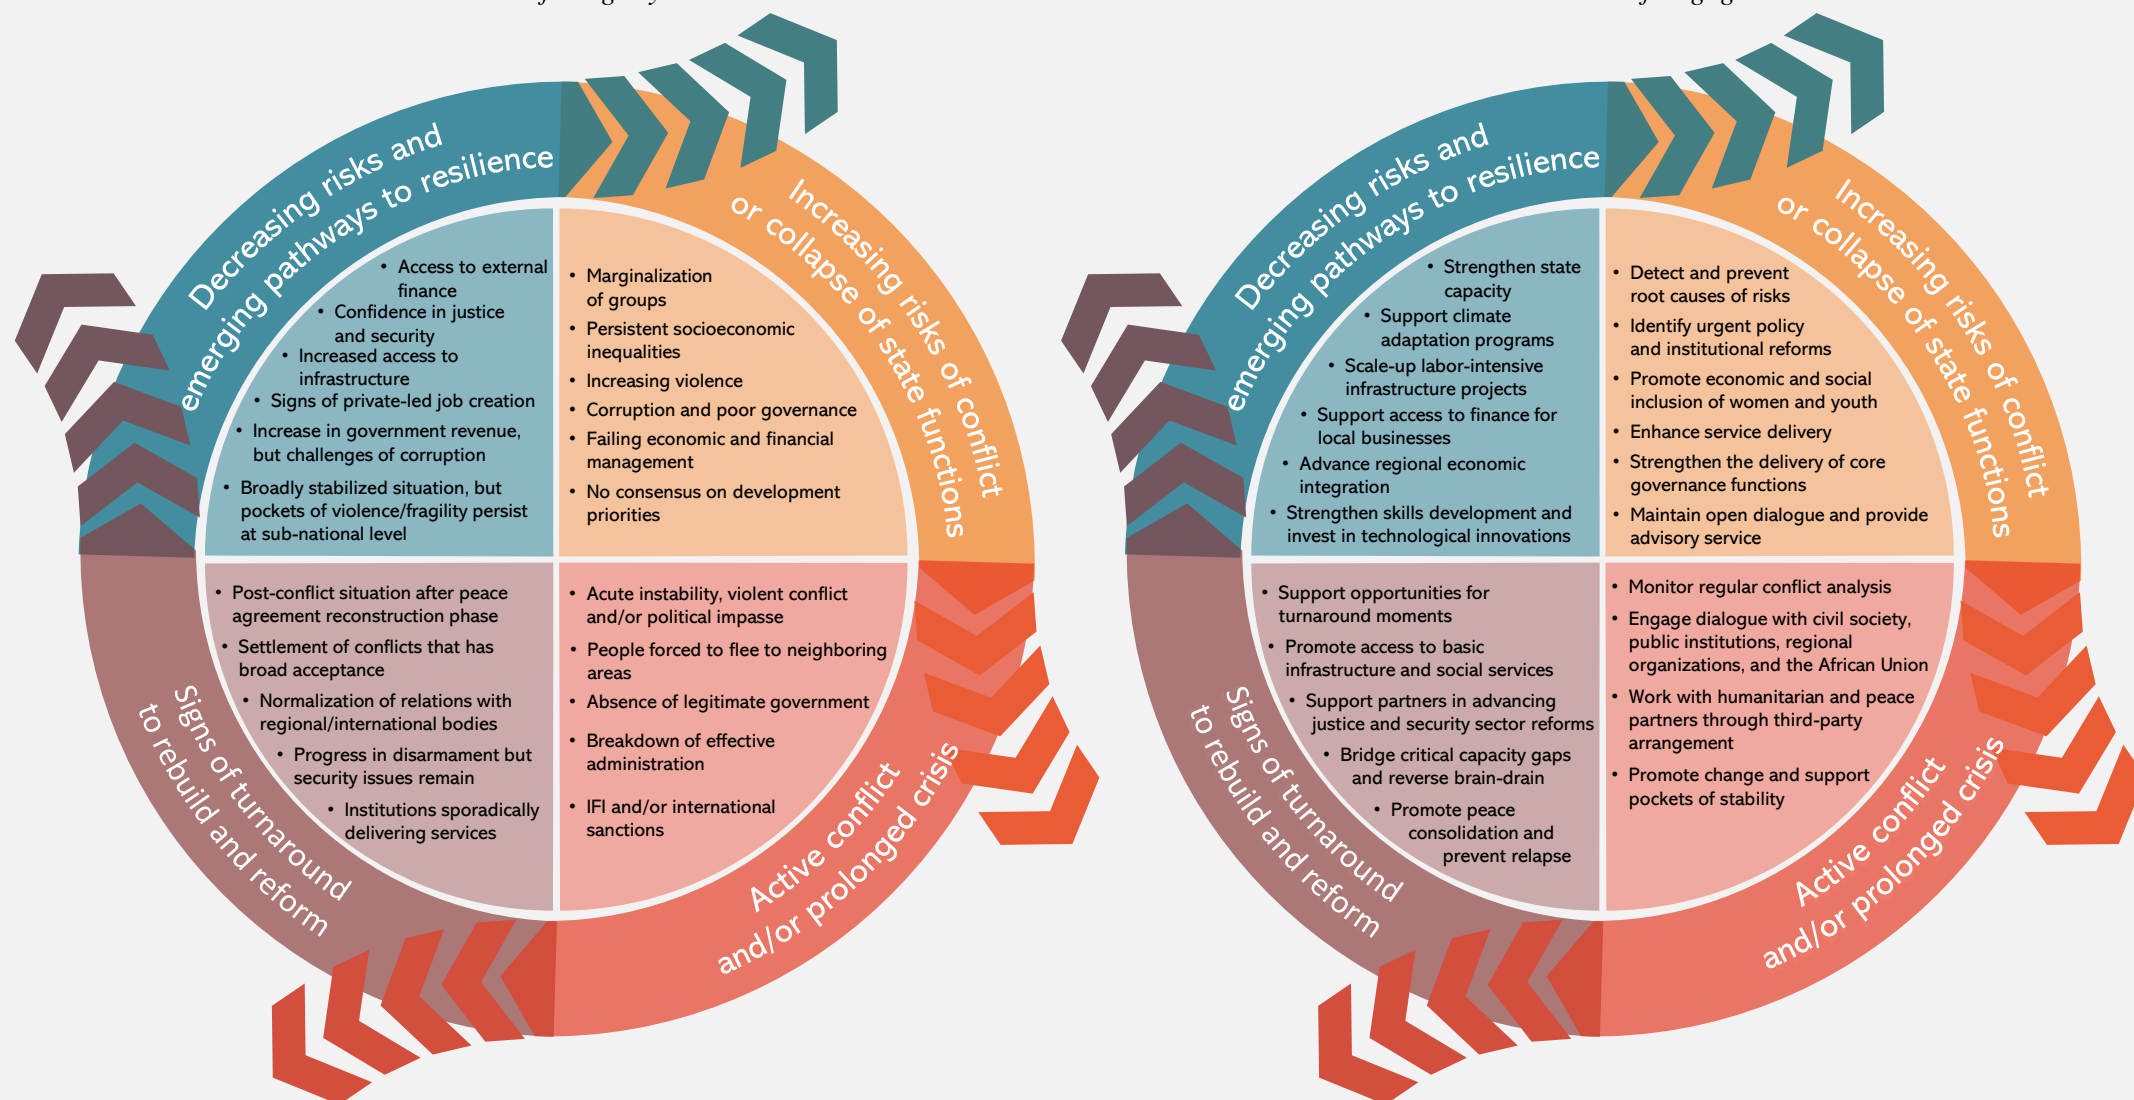 Decreasing risks and
emerging pathways to resilience
• Access to external
finance
• Confidence in justice
and security
• Increased access to
infrastructure
• Signs of private-led job creation
• Increase in government revenue,
but challenges of corruption
• Broadly stabilized situation, but
pockets of violence/fragility persist
at sub-national level
Increasing risks of conflict
or collapse of state functions
• Marginalization
of groups
• Persistent socioeconomic
inequalities
• Increasing violence
• Corruption and poor governance
• Failing economic and financial
management
• No consensus on development
priorities
Signs of turnaround
to rebuild and reform
• Post-conflict situation after peace
agreement reconstruction phase
• Settlement of conflicts that has
broad acceptance
• Normalization of relations with
regional/international bodies
• Progress in disarmament but
security issues remain
• Institutions sporadically
delivering services
Active conflict
and/or prolonged crisis
• Acute instability, violent conflict
and/or political impasse
• People forced to flee to neighboring
areas
• Absence of legitimate government
• Breakdown of effective
administration
• IFI and/or international
sanctions
Decreasing risks and
emerging pathways to resilience
• Strengthen state
capacity
• Support climate
adaptation programs
• Scale-up labor-intensive
infrastructure projects
• Support access to finance for
local businesses
• Advance regional economic
integration
• Strengthen skills development and
invest in technological innovations
Increasing risks of conflict
or collapse of state functions
• Detect and prevent
root causes of risks
• Identify urgent policy
and institutional reforms
• Promote economic and social
inclusion of women and youth
• Enhance service delivery
• Strengthen the delivery of core
governance functions
• Maintain open dialogue and provide
advisory service
Signs of turnaround
to rebuild and reform
• Support opportunities for
turnaround moments
• Promote access to basic
infrastructure and social services
• Support partners in advancing
justice and security sector reforms
• Bridge critical capacity gaps
and reverse brain-drain
• Promote peace
consolidation and
prevent relapse
Active conflict
and/or prolonged crisis
• Monitor regular conflict analysis
• Engage dialogue with civil society,
public institutions, regional
organizations, and the African Union
• Work with humanitarian and peace
partners through third-party
arrangement
• Promote change and support
pockets of stability